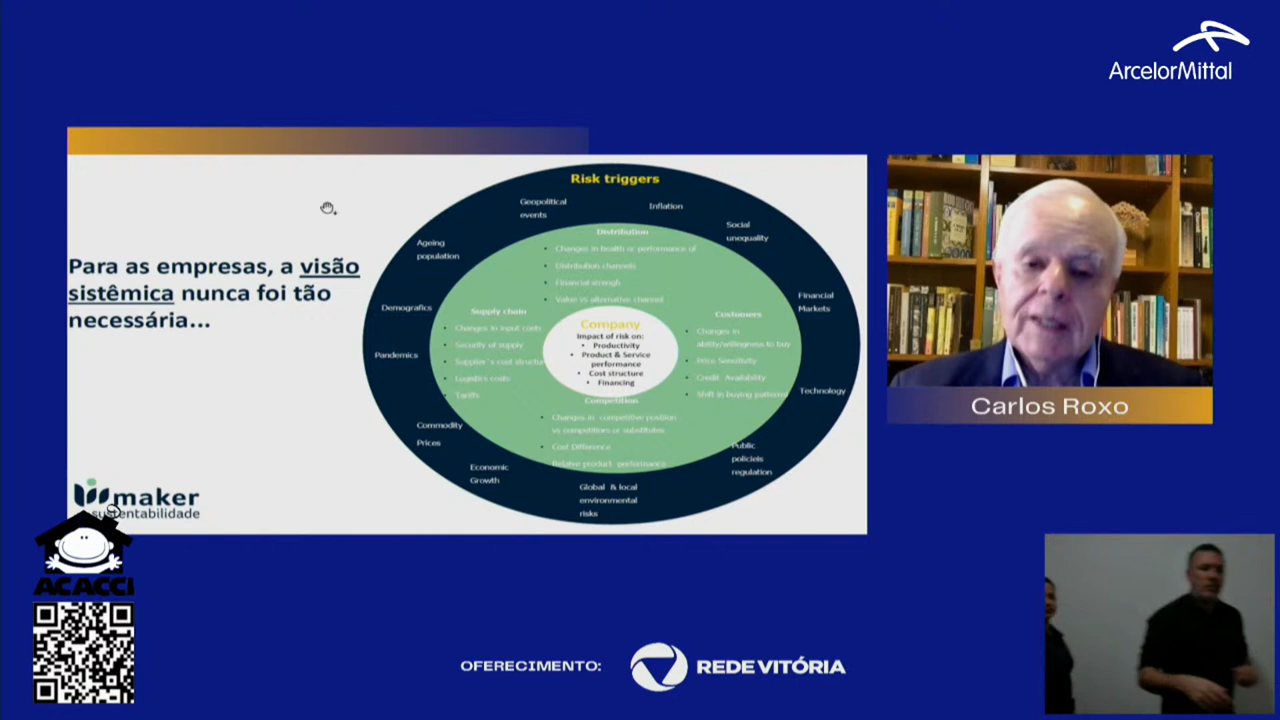 ArcelorMittal
Para as empresas, a visão
sistêmica nunca foi tão
necessária...
Risk triggers
Geopolitical
events
Inflation
Social
unequality
Ageing
population
Financial
Markets
Demografics
Pandemics
Technology
Commodity
Prices
Economic
Growth
Public
policieis
regulation
Global & local
environmental
risks
Distribution
• Changes in health or performance of
• Distribution channels
• Financial strengh
• Value vs alternative channel
Supply chain
• Changes in input costs
• Security of supply
• Supplier´s cost structure
• Logistics costs
• Tariffs
Company
Impact of risk on:
• Productivity
• Product & Service
performance
• Cost structure
• Financing
Customers
• Changes in
ability/willingness to buy
• Price Sensitivity
• Credit Availability
• Shift in buying patterns
Competition
• Changes in competitive position
vs competitors or substitutes
• Cost Difference
• Relative product performance
maker
sustentabilidade
ACACCI
Carlos Roxo
OFERECIMENTO:
REDE VITÓRIA